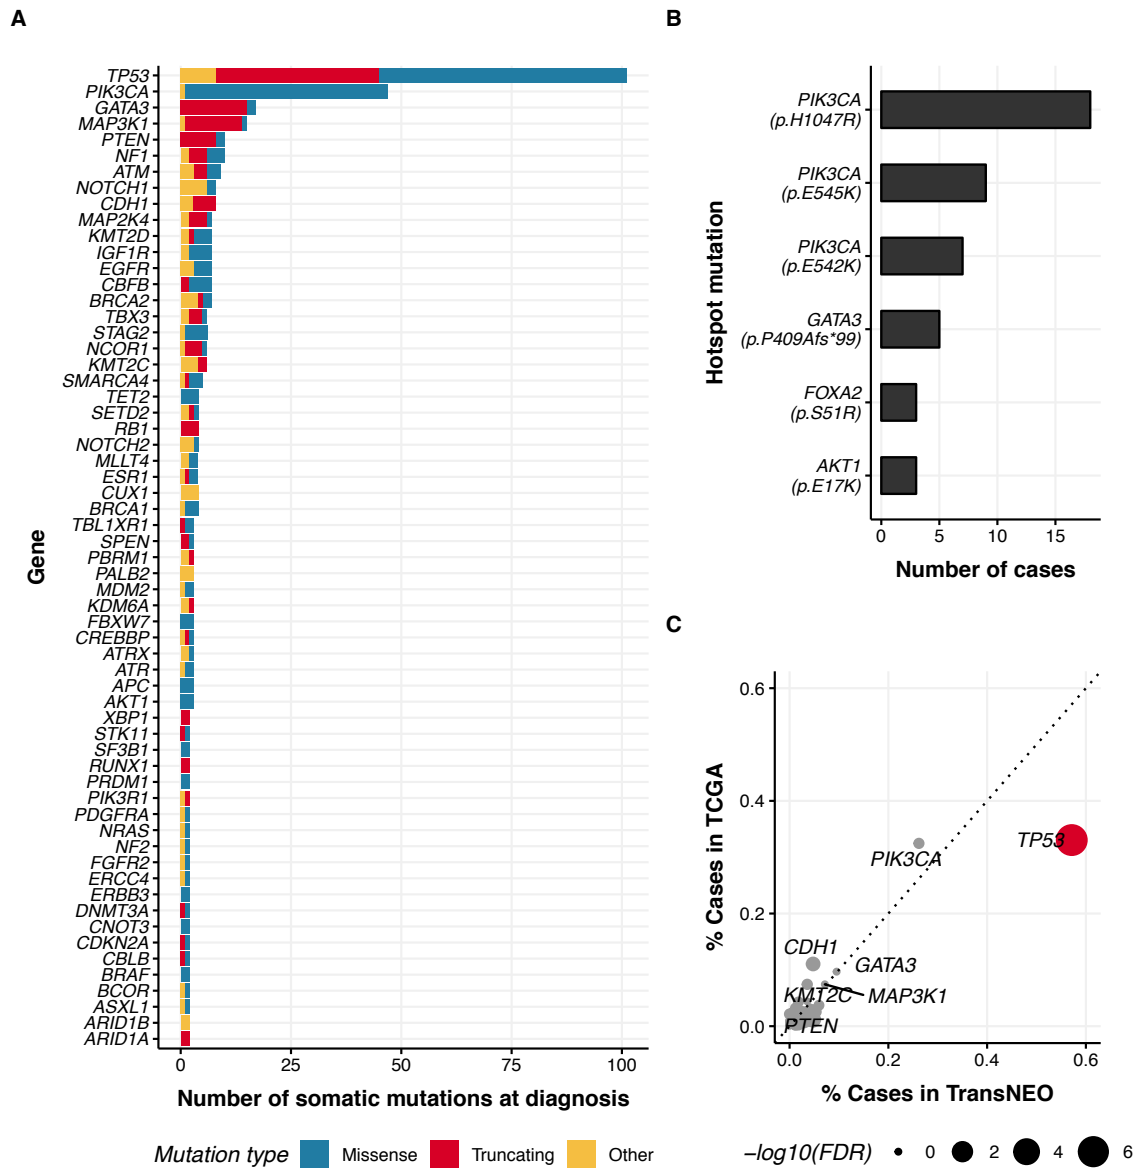 A
TP53
PIK3CA
GATA3
MAP3K1
PTEN
NF1
ATM
NOTCH1
CDH1
MAP2K4
KMT2D
IGF1R
EGFR
CBFB
BRCA2
TBX3
STAG2
NCOR1
KMT2C
SMARCA4
TET2
SETD2
RB1
NOTCH2
MLLT4
ESR1
CUX1
BRCA1
TBL1XR1
SPEN
PBRM1
PALB2
MDM2
KDM6A
FBXW7
CREBBP
ATRX
ATR
APC
AKT1
XBP1
STK11
SF3B1
RUNX1
PRDM1
PIK3R1
PDGFRA
NRAS
NF2
FGFR2
ERCC4
ERBB3
DNMT3A
CNOT3
CDKN2A
CBLB
BRAF
BCOR
ASXL1
ARID1B
ARID1A
Gene
0 25 50 75 100
Number of somatic mutations at diagnosis
Mutation type Missense Truncating Other
B
PIK3CA
(p.H1047R)
PIK3CA
(p.E545K)
PIK3CA
(p.E542K)
GATA3
(p.P409Afs*99)
FOXA2
(p.S51R)
AKT1
(p.E17K)
Hotspot mutation
0 5 10 15
Number of cases
C
0.6
0.4
0.2
0.0
% Cases in TCGA
TP53
PIK3CA
CDH1
GATA3
KMT2C
MAP3K1
PTEN
0.0 0.2 0.4 0.6
% Cases in TransNEO
−log10(FDR) 0 2 4 6